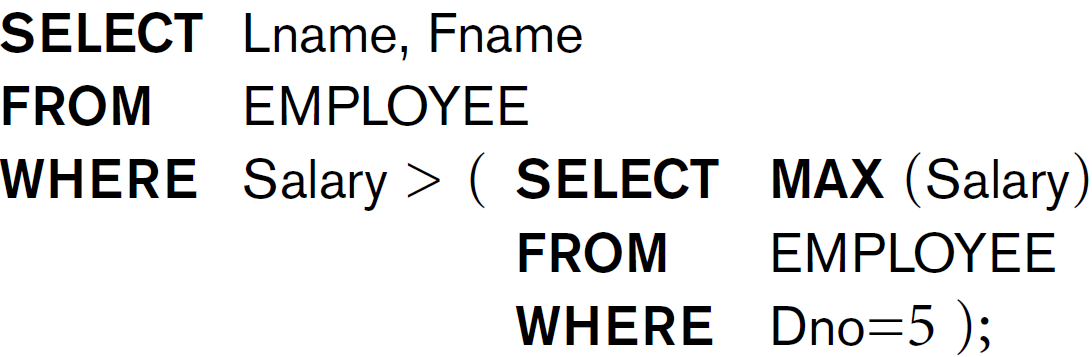 SELECT Lname, Fname
FROM EMPLOYEE
WHERE Salary > ( SELECT MAX (Salary)
FROM EMPLOYEE
WHERE Dno=5 );